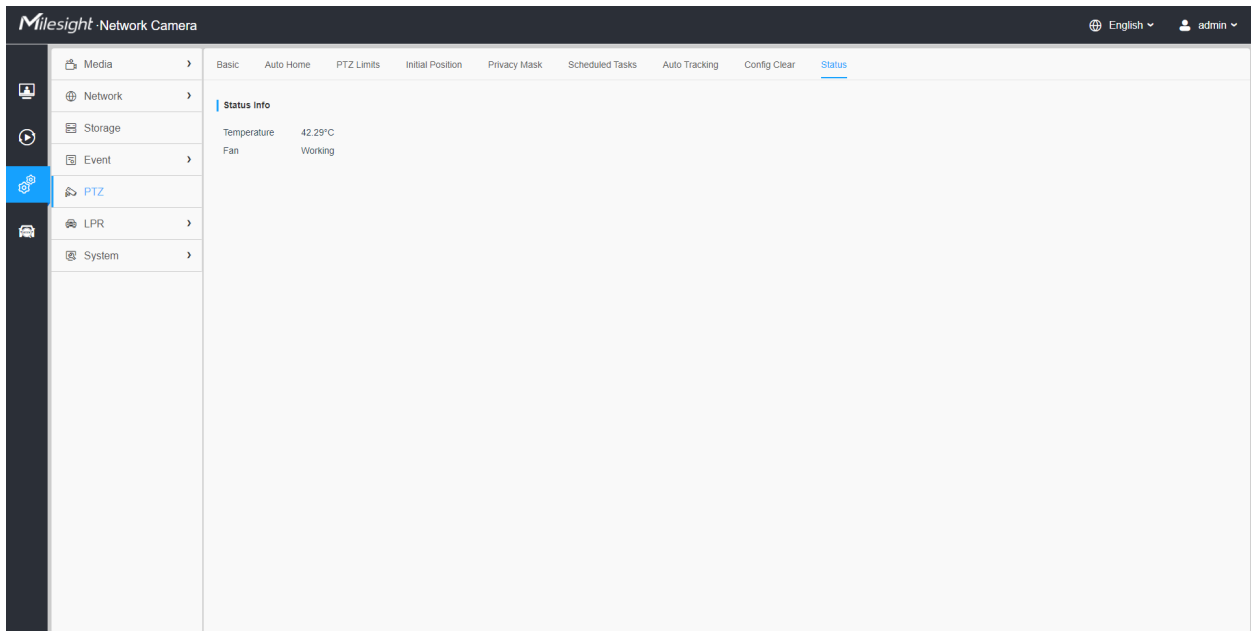 Milesight · Network Camera
English
admin
Media
Network
Storage
Event
PTZ
LPR
System
Basic Auto Home PTZ Limits Initial Position Privacy Mask Scheduled Tasks Auto Tracking Config Clear Status
Status Info
Temperature 42.29°C
Fan Working